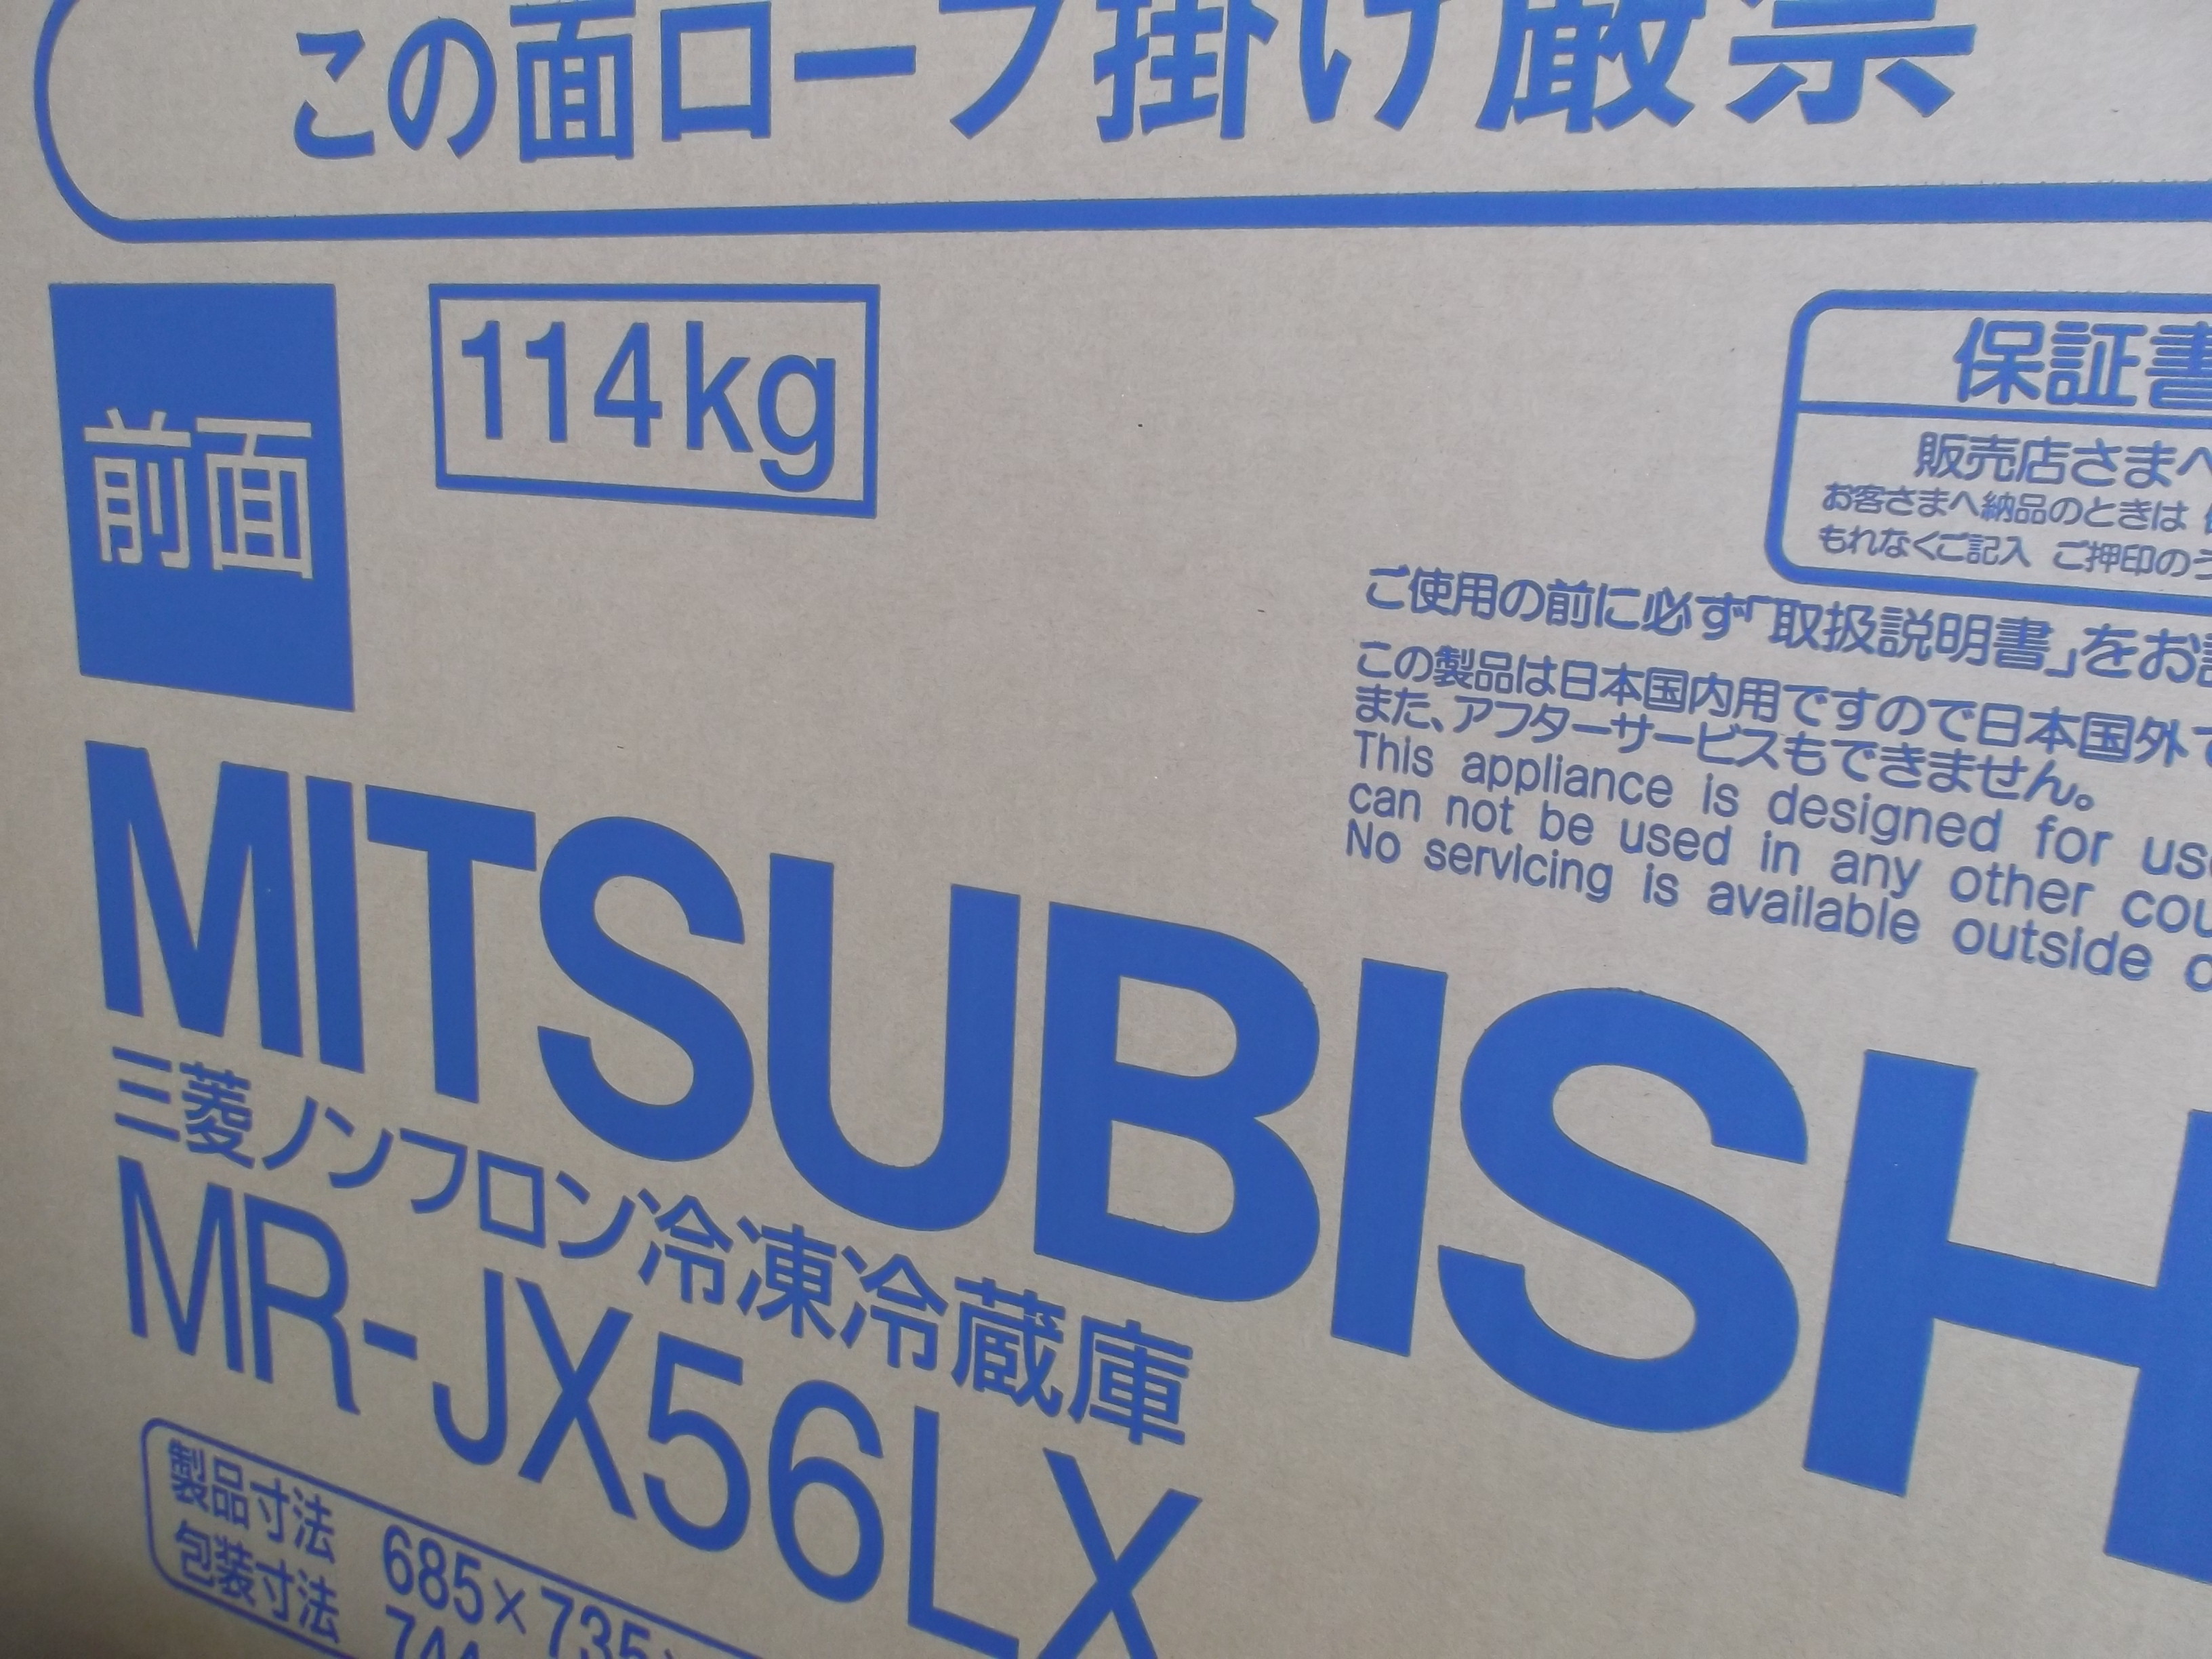 この面ロープ掛け厳禁
前面
114kg
保証書
販売店さまへ
お客さまへ納品のときは
もれなくご記入 ご押印のう
ご使用の前に必ず「取扱説明書」をお読
この製品は日本国内用ですので日本国外で
また、アフターサービスもできません。
This appliance is designed for use
can not be used in any other cou
No servicing is available outside o
MITSUBISH
三菱ノンフロン冷凍冷蔵庫
MR-JX56LX
製品寸法 685×735×
包装寸法 744